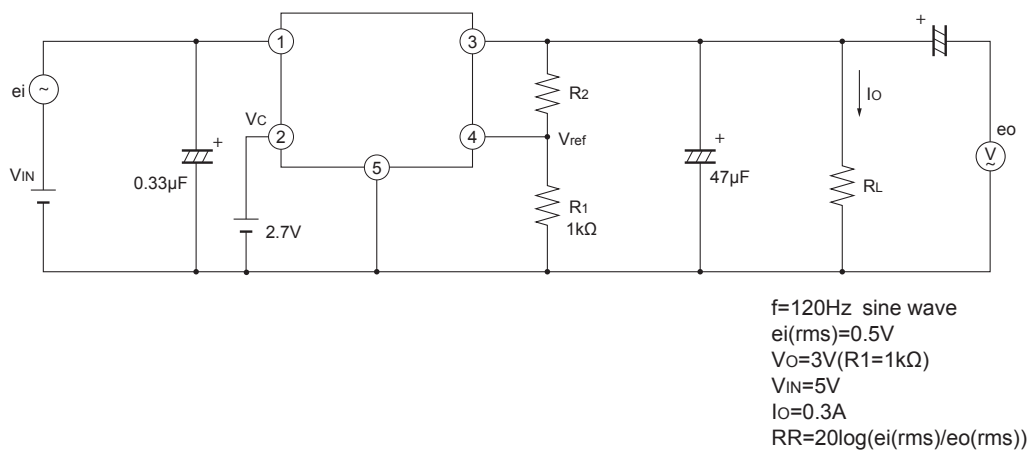 +
1
3
ei
~
R2
IO
VC
+
+
eo
2
4
Vref
V
~
VIN
5
0.33µF
47µF
RL
R1
1kΩ
2.7V
f=120Hz sine wave
ei(rms)=0.5V
VO=3V(R1=1kΩ)
VIN=5V
IO=0.3A
RR=20log(ei(rms)/eo(rms))